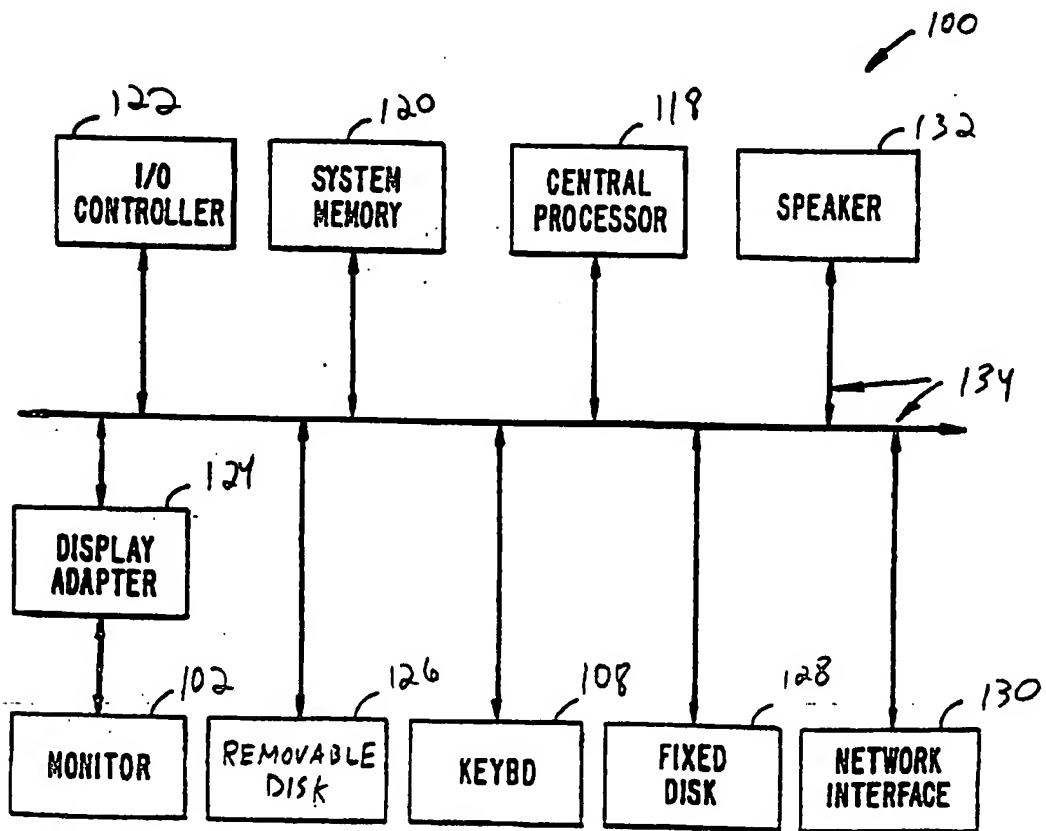 100
122
120
118
132
I/O
CONTROLLER
SYSTEM
MEMORY
CENTRAL
PROCESSOR
SPEAKER
134
124
DISPLAY
ADAPTER
102
126
108
128
130
MONITOR
REMOVABLE
DISK
KEYBD
FIXED
DISK
NETWORK
INTERFACE